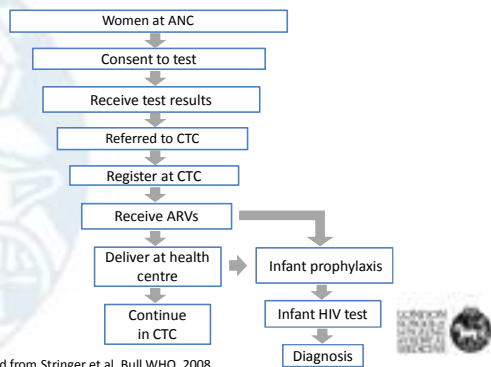 Women at ANC
Consent to test
Receive test results
Referred to CTC
Register at CTC
Receive ARVs
Deliver at health
centre
Infant prophylaxis
Continue
in CTC
Infant HIV test
Diagnosis
d from Stringer et al. Bull WHO. 2008